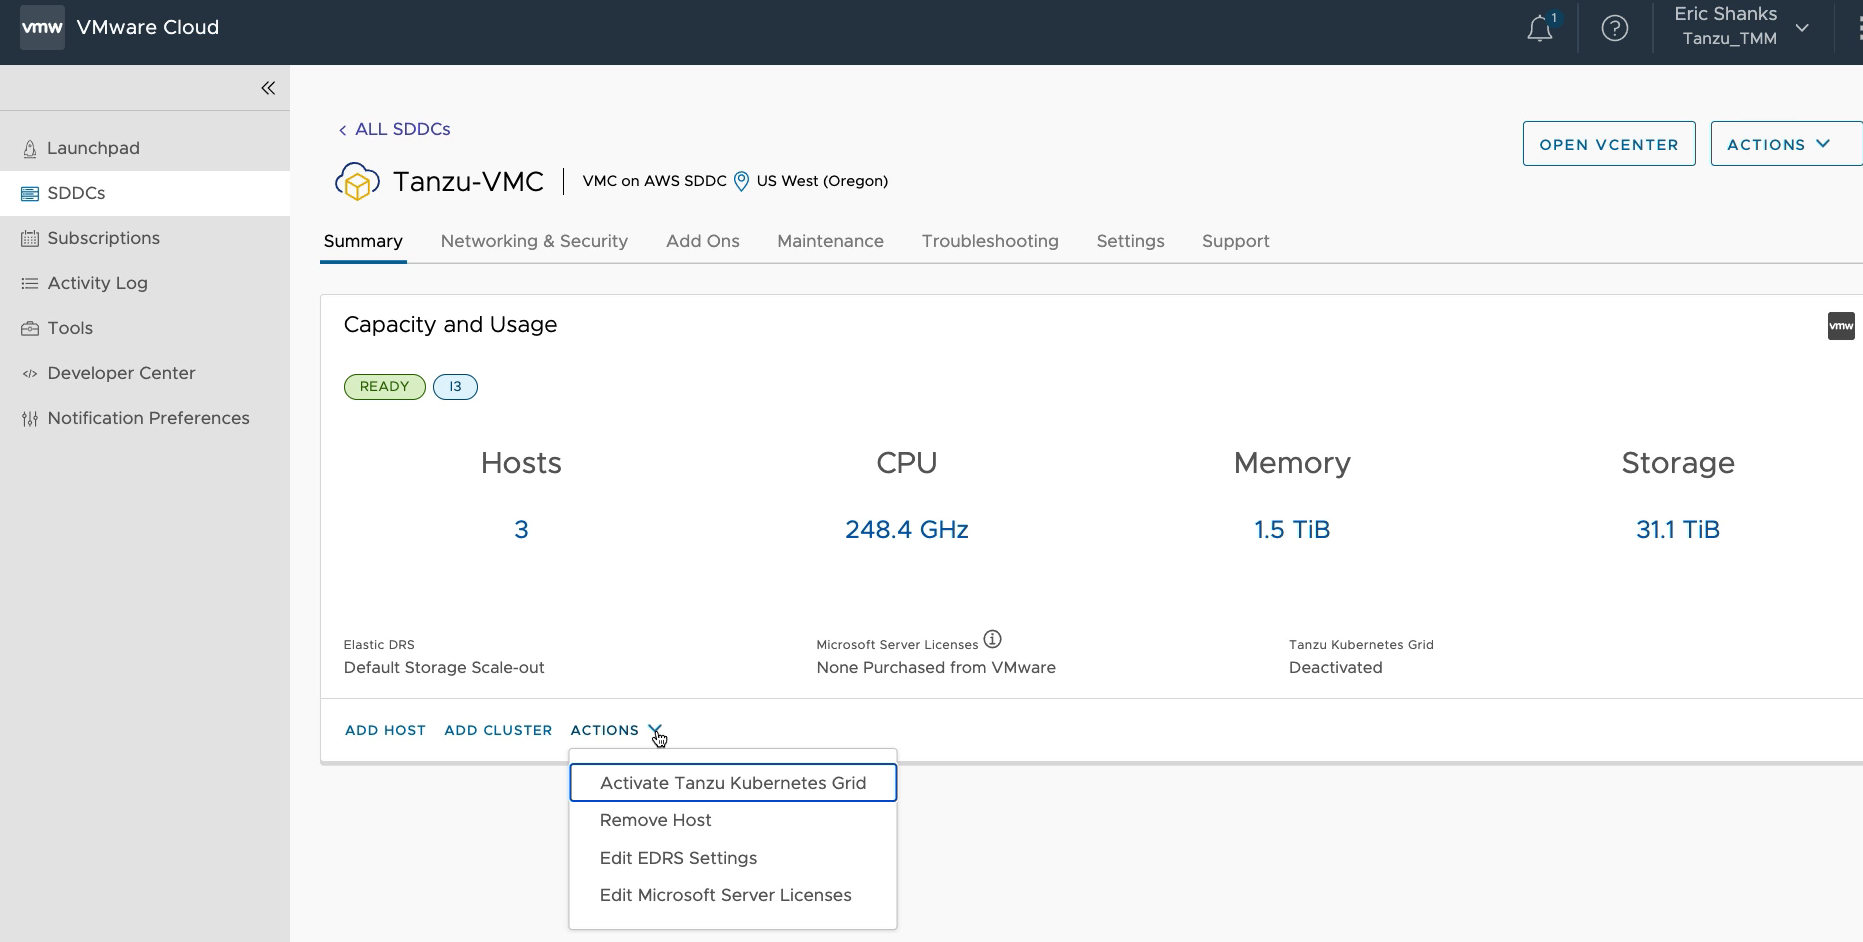 vmw VMware Cloud
1
Eric Shanks
Tanzu_TMM
Launchpad
SDDCs
Subscriptions
Activity Log
Tools
Developer Center
Notification Preferences
ALL SDDCs
OPEN VCENTER
ACTIONS
Tanzu-VMC
VMC on AWS SDDC
US West (Oregon)
Summary
Networking & Security
Add Ons
Maintenance
Troubleshooting
Settings
Support
Capacity and Usage
vmw
READY
I3
Hosts
CPU
Memory
Storage
3
248.4 GHz
1.5 TiB
31.1 TiB
Elastic DRS
Default Storage Scale-out
Microsoft Server Licenses
None Purchased from VMware
Tanzu Kubernetes Grid
Deactivated
ADD HOST
ADD CLUSTER
ACTIONS
Activate Tanzu Kubernetes Grid
Remove Host
Edit EDRS Settings
Edit Microsoft Server Licenses